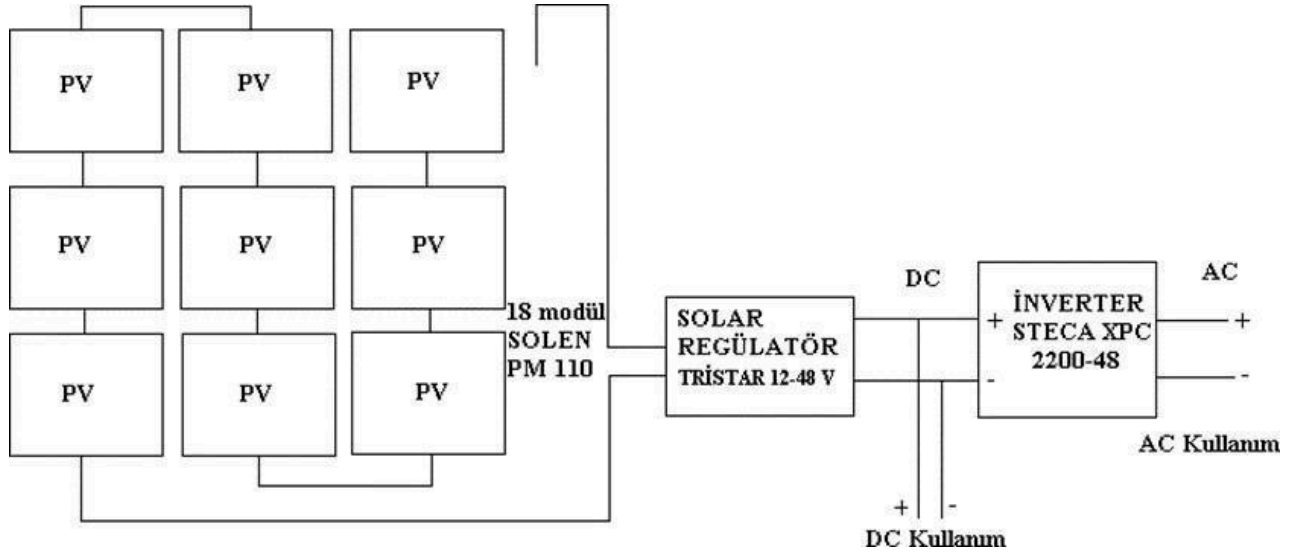 PV PV PV
PV PV PV
PV PV PV
18 modül
SOLEN
PM 110
SOLAR
REGÜLATÖR
TRİSTAR 12-48 V
DC
+
-
İNVERTER
STECA XPC
2200-48
AC
+
-
AC Kullanım
+ -
DC Kullanım